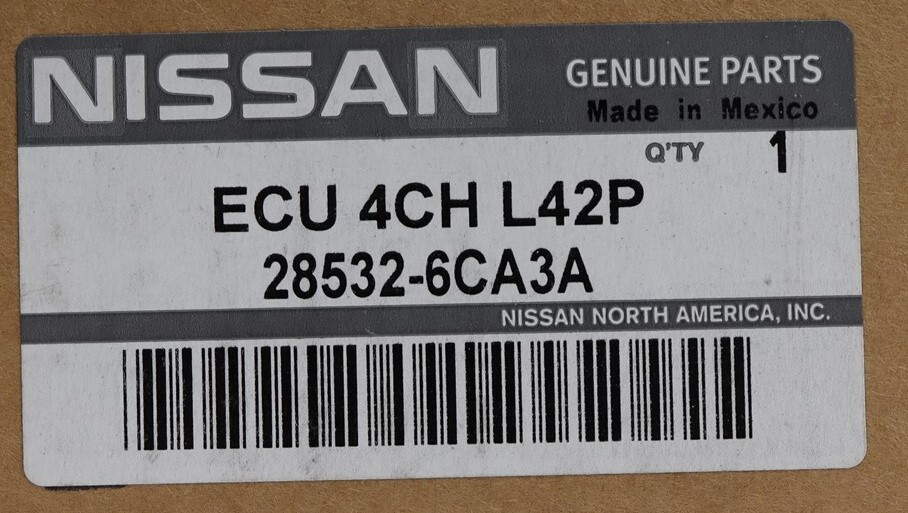 NISSAN
GENUINE PARTS
Made in Mexico
Q'TY 1
ECU 4CH L42P
28532-6CA3A
NISSAN NORTH AMERICA, INC.